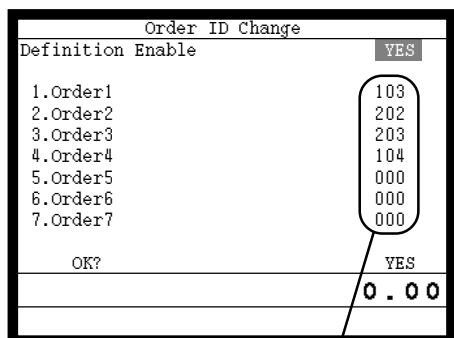 Order ID Change
Definition Enable YES
1.Order1 103
2.Order2 202
3.Order3 203
4.Order4 104
5.Order5 000
6.Order6 000
7.Order7 000
OK? YES
0.00